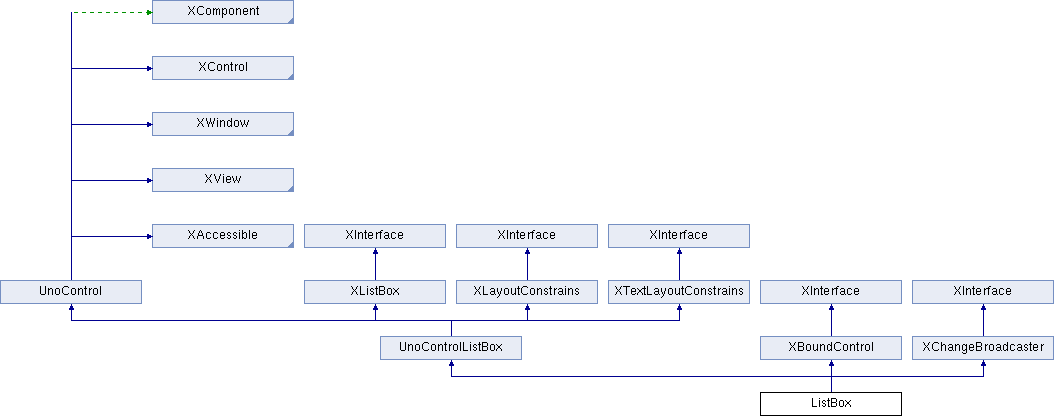 XComponent
XControl
XWindow
XView
XAccessible
XInterface
XInterface
XInterface
UnoControl
XListBox
XLayoutConstrains
XTextLayoutConstrains
XInterface
XInterface
UnoControlListBox
XBoundControl
XChangeBroadcaster
ListBox